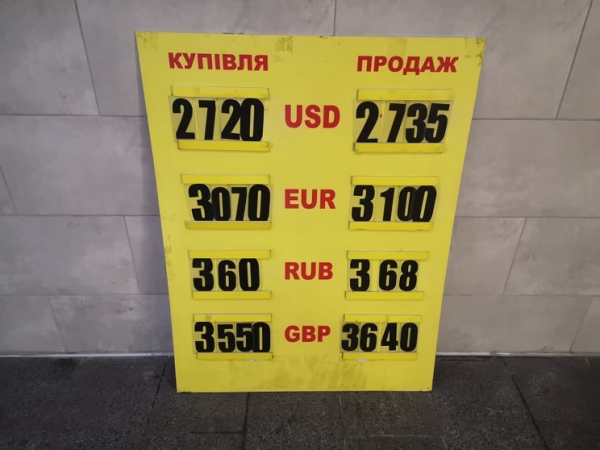 КУПІВЛЯ ПРОДАЖ
2720 USD 2735
3070 EUR 3100
360 RUB 368
3550 GBP 3640